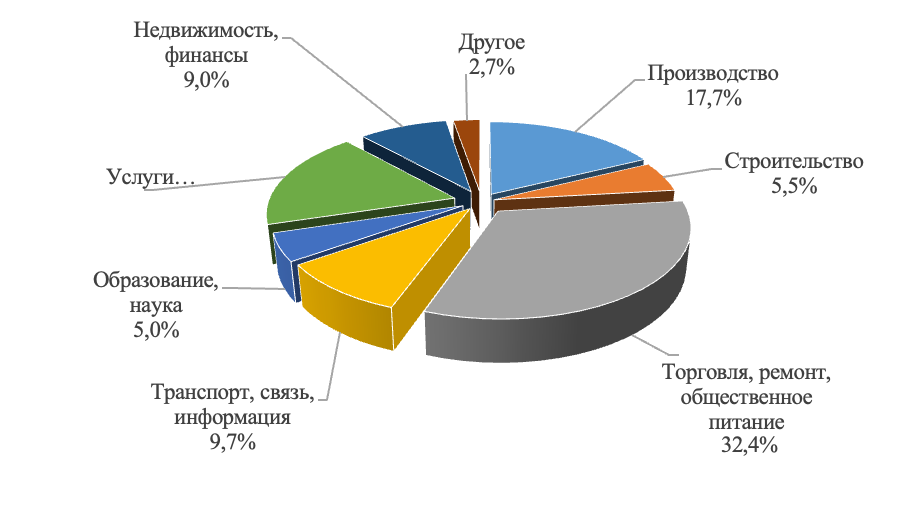 Недвижимость,
финансы
9,0%
Другое
2,7%
Производство
17,7%
Строительство
5,5%
Услуги…
Образование,
наука
5,0%
Транспорт, связь,
информация
9,7%
Торговля, ремонт,
общественное
питание
32,4%